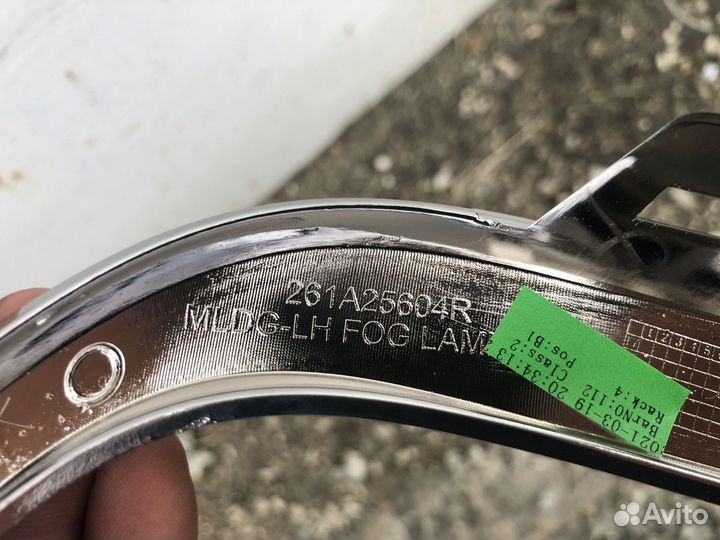 261A25604R
MLDG-LH FOG LAM
021-03-19 20:34:13
BarNO:112 Class:2
Rack:4 Pos:B1
Avito